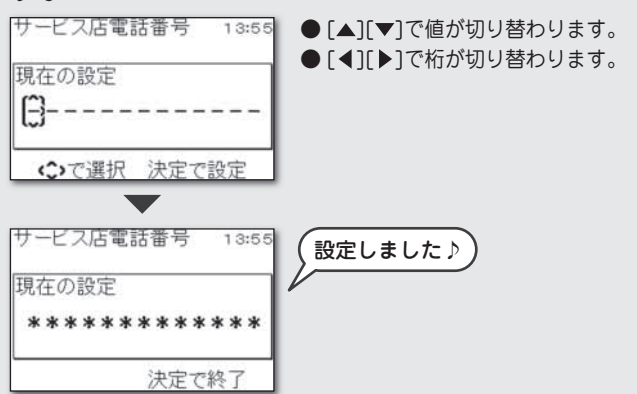 サービス店電話番号 13:55
現在の設定
-------------
で選択 決定で設定
● [▲][▼]で値が切り替わります。
● [◀][▶]で桁が切り替わります。
サービス店電話番号 13:55
現在の設定
*************
決定で終了
設定しました♪